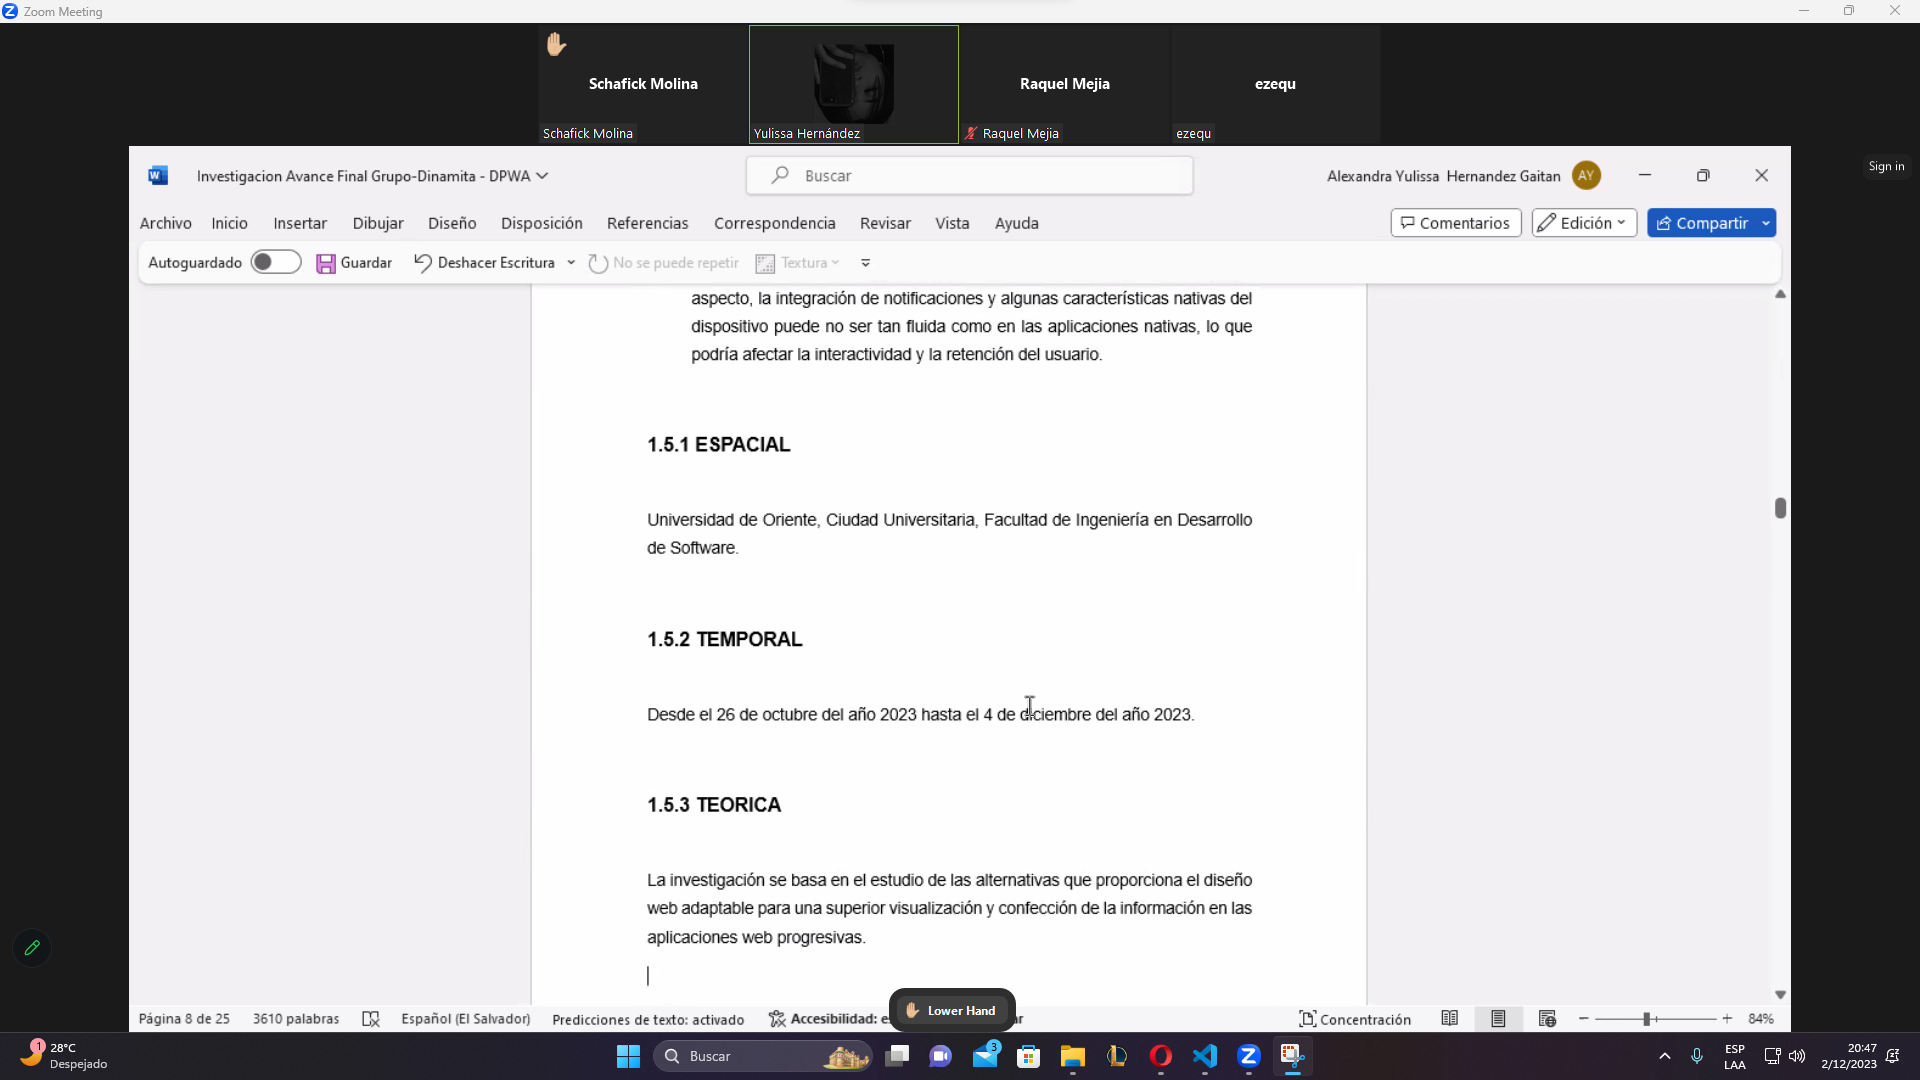 Zoom Meeting
Schafick Molina
Raquel Mejia
ezequ
Schafick Molina
Yulissa Hernández
Raquel Mejia
ezequ
Sign in
Investigacion Avance Final Grupo-Dinamita - DPWA
Buscar
Alexandra Yulissa Hernandez Gaitan
AY
Archivo Inicio Insertar Dibujar Diseño Disposición Referencias Correspondencia Revisar Vista Ayuda
Comentarios
Edición
Compartir
Autoguardado
Guardar
Deshacer Escritura
No se puede repetir
Textura
aspecto, la integración de notificaciones y algunas características nativas del
dispositivo puede no ser tan fluida como en las aplicaciones nativas, lo que
podría afectar la interactividad y la retención del usuario.
1.5.1 ESPACIAL
Universidad de Oriente, Ciudad Universitaria, Facultad de Ingeniería en Desarrollo
de Software.
1.5.2 TEMPORAL
Desde el 26 de octubre del año 2023 hasta el 4 de diciembre del año 2023.
1.5.3 TEORICA
La investigación se basa en el estudio de las alternativas que proporciona el diseño
web adaptable para una superior visualización y confección de la información en las
aplicaciones web progresivas.
Lower Hand
Página 8 de 25
3610 palabras
Español (El Salvador)
Predicciones de texto: activado
Accesibilidad:
Concentración
84%
1
28°C
Despejado
Buscar
3
ESP
LAA
20:47
2/12/2023